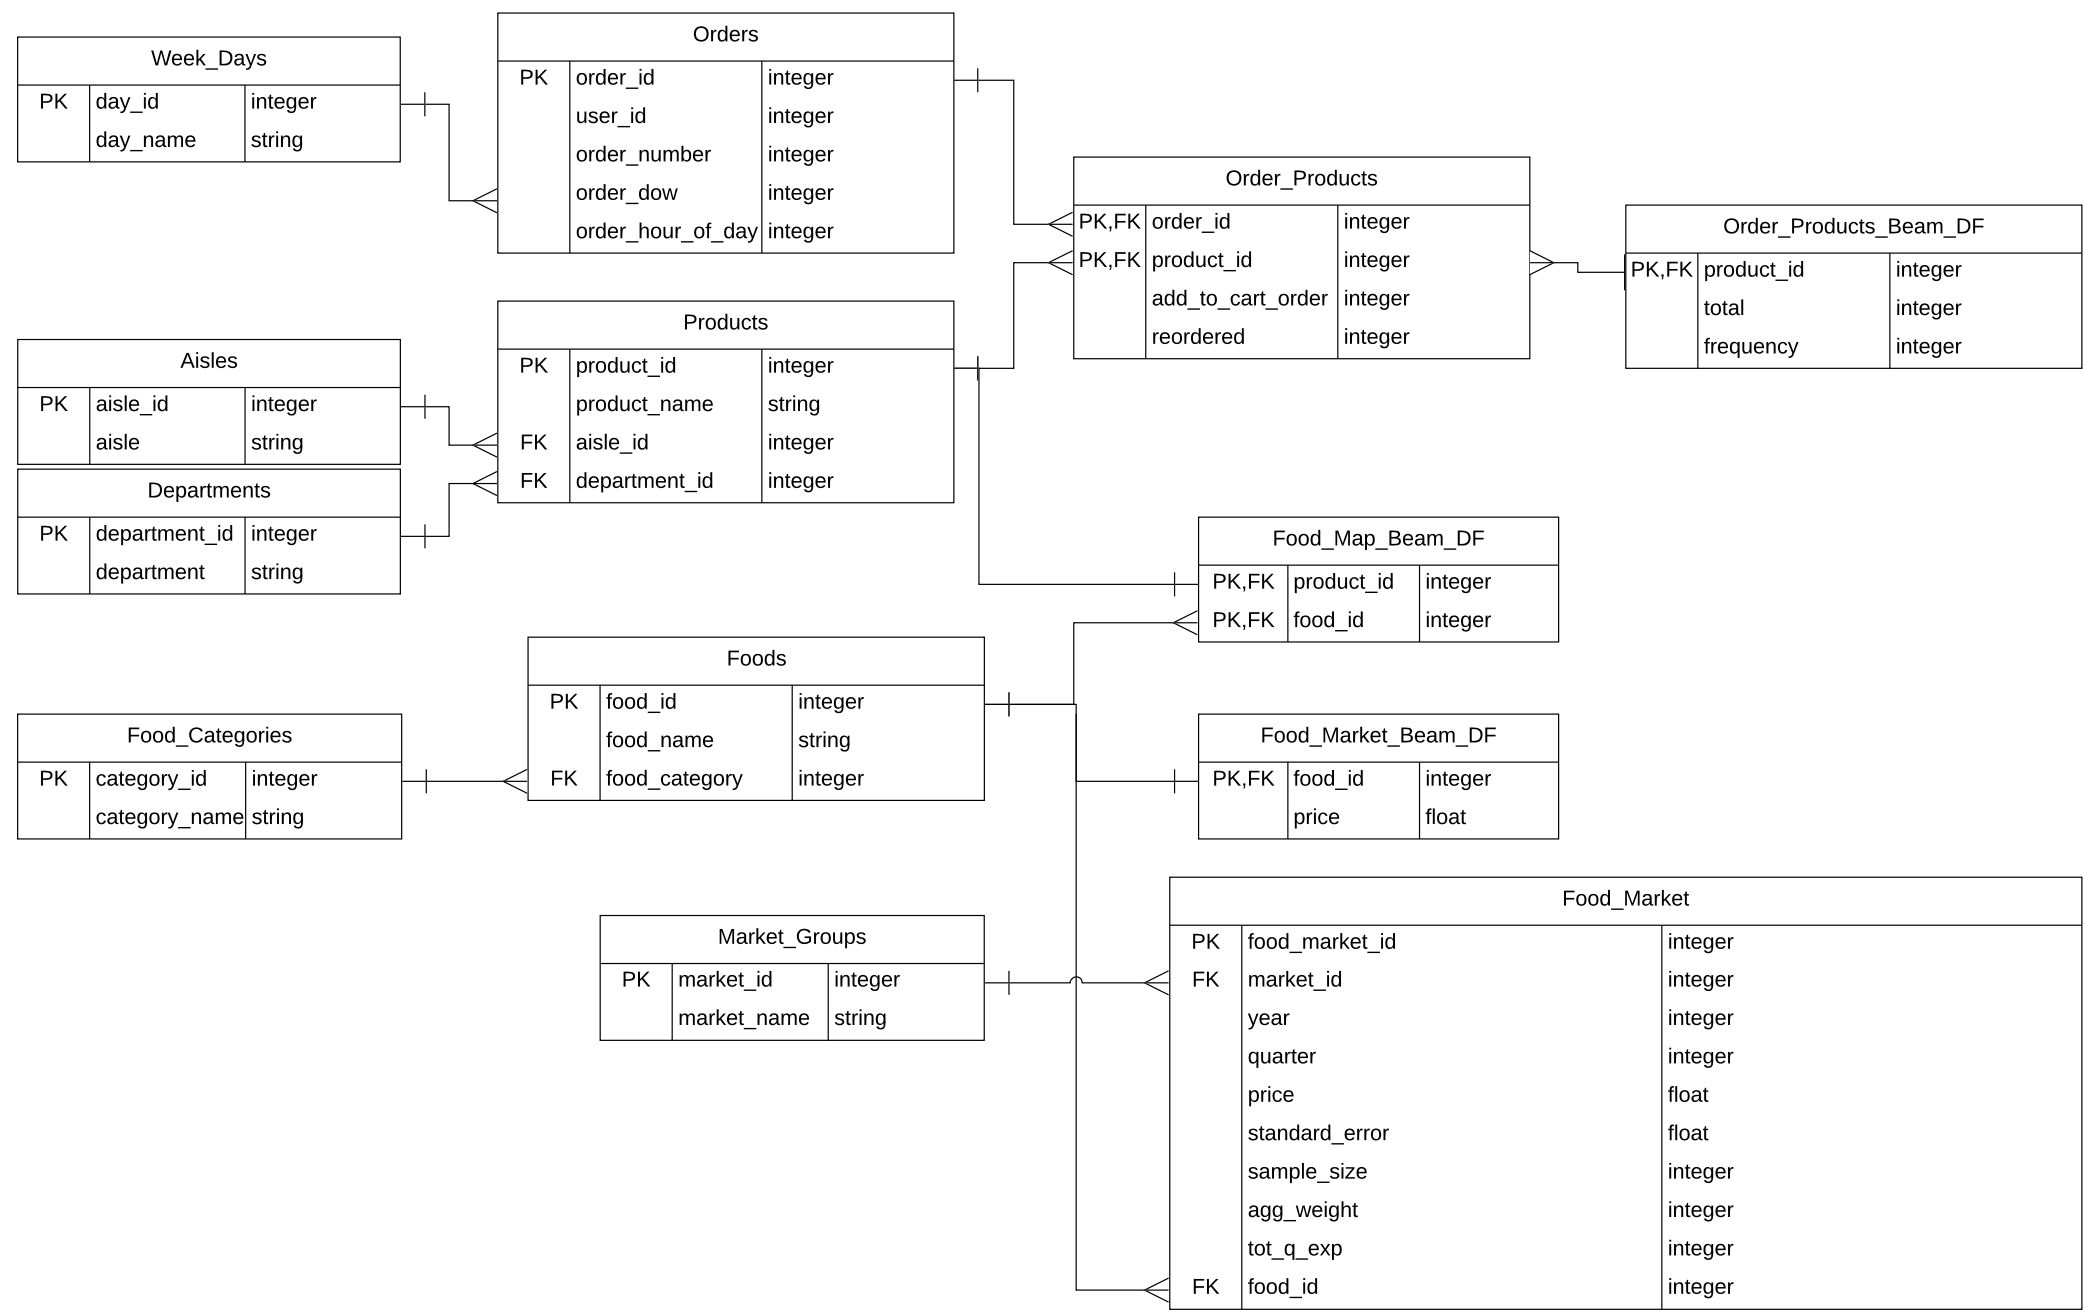 Week_Days
PK day_id integer
day_name string
Orders
PK order_id integer
user_id integer
order_number integer
order_dow integer
order_hour_of_day integer
Order_Products
PK,FK order_id integer
PK,FK product_id integer
add_to_cart_order integer
reordered integer
Order_Products_Beam_DF
PK,FK product_id integer
total integer
frequency integer
Aisles
PK aisle_id integer
aisle string
Products
PK product_id integer
product_name string
FK aisle_id integer
FK department_id integer
Departments
PK department_id integer
department string
Food_Map_Beam_DF
PK,FK product_id integer
PK,FK food_id integer
Foods
PK food_id integer
food_name string
FK food_category integer
Food_Categories
PK category_id integer
category_name string
Food_Market_Beam_DF
PK,FK food_id integer
price float
Market_Groups
PK market_id integer
market_name string
Food_Market
PK food_market_id integer
FK market_id integer
year integer
quarter integer
price float
standard_error float
sample_size integer
agg_weight integer
tot_q_exp integer
FK food_id integer